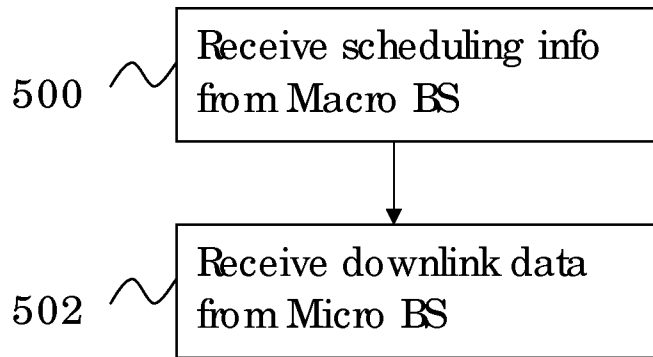 500
Receive scheduling info
from Macro BS
502
Receive downlink data
from Micro BS